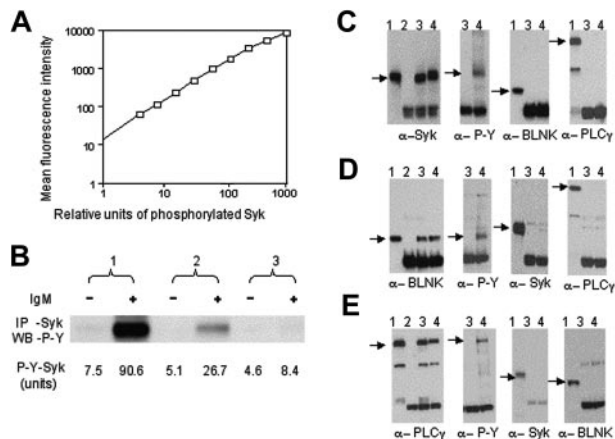 A
Mean fluorescence intensity
10000
1000
100
10
1
1 10 100 1000
Relative units of phosphorylated Syk
B
1 2 3
IgM - + - + - +
IP -Syk
WB -P-Y
P-Y-Syk 7.5 90.6 5.1 26.7 4.6 8.4
(units)
C
1 2 3 4 3 4 1 3 4 1 3 4
α-Syk α- P-Y α- BLNK α- PLCγ
D
1 2 3 4 3 4 1 3 4 1 3 4
α- BLNK α- P-Y α- Syk α- PLCγ
E
1 2 3 4 3 4 1 3 4 1 3 4
α- PLCγ α- P-Y α- Syk α- BLNK